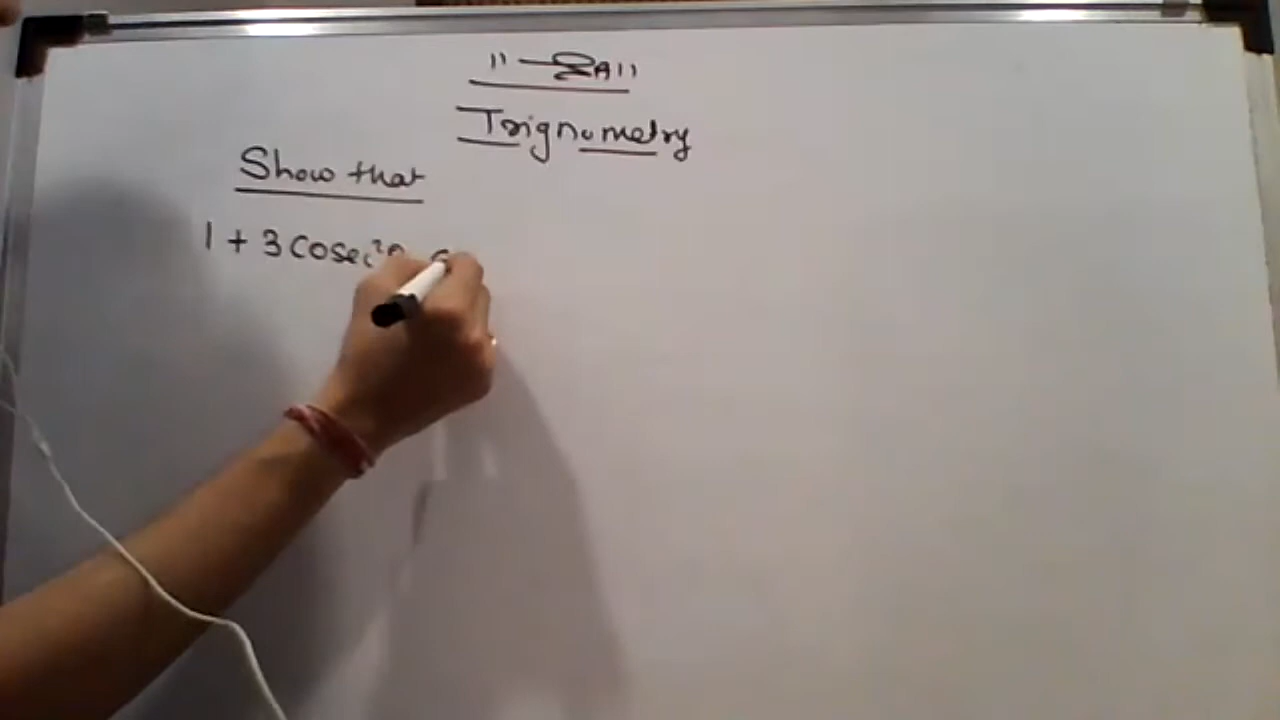 Trignometry
Show that
1 + 3 Cosec²θ